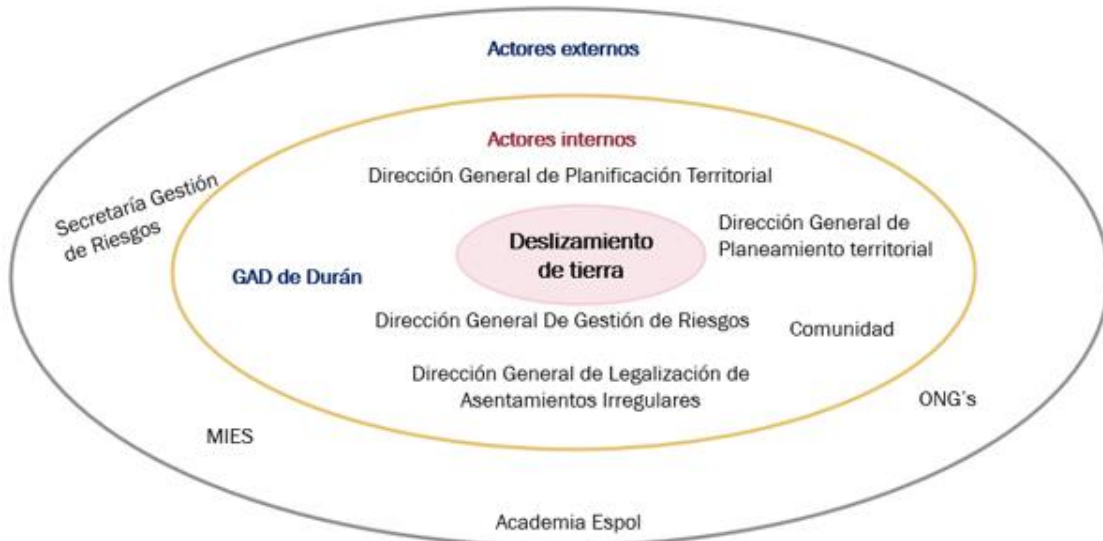 Actores externos
Actores internos
Dirección General de Planificación Territorial
Secretaría Gestión
de Riesgos
Dirección General de
Planeamiento territorial
Deslizamiento
de tierra
GAD de Durán
Dirección General De Gestión de Riesgos
Comunidad
Dirección General de Legalización de
Asentamientos Irregulares
ONG's
MIES
Academia Espol